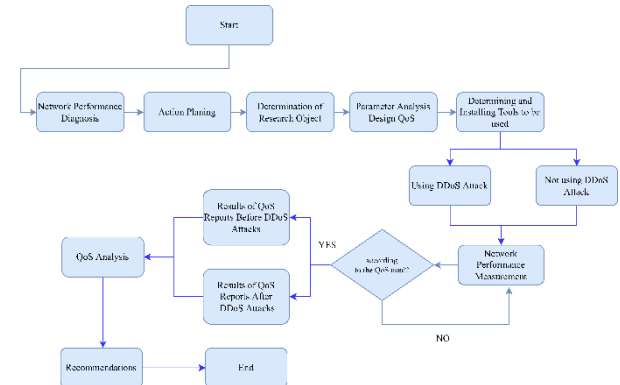 Start
Network Performance
Diagnosis
Action Planing
Determination of
Research Object
Parameter Analysis
Design QoS
Determining and
Installing Tools to be
used
Using DDoS Attack
Not using DDoS
Attack
Results of QoS
Reports Before DDoS
Attacks
YES
according
to the QoS
QoS Analysis
Network
Performance
Measurement
Results of QoS
Reports After
DDoS Attacks
NO
Recommendations
End